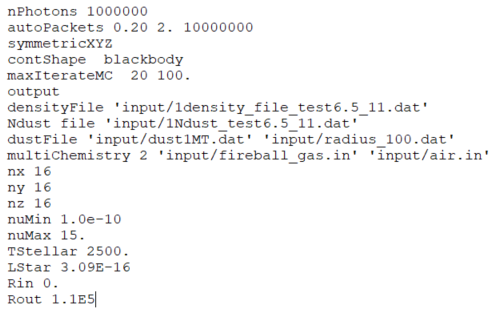 nPhotons 1000000
autoPackets 0.20 2. 10000000
symmetricXYZ
contShape  blackbody
maxIterateMC  20 100.
output
densityFile 'input/1density_file_test6.5_11.dat'
Ndust file 'input/1Ndust_test6.5_11.dat'
dustFile 'input/dust1MT.dat' 'input/radius_100.dat'
multiChemistry 2 'input/fireball_gas.in' 'input/air.in'
nx 16
ny 16
nz 16
nuMin 1.0e-10
nuMax 15.
TStellar 2500.
LStar 3.09E-16
Rin 0.
Rout 1.1E5